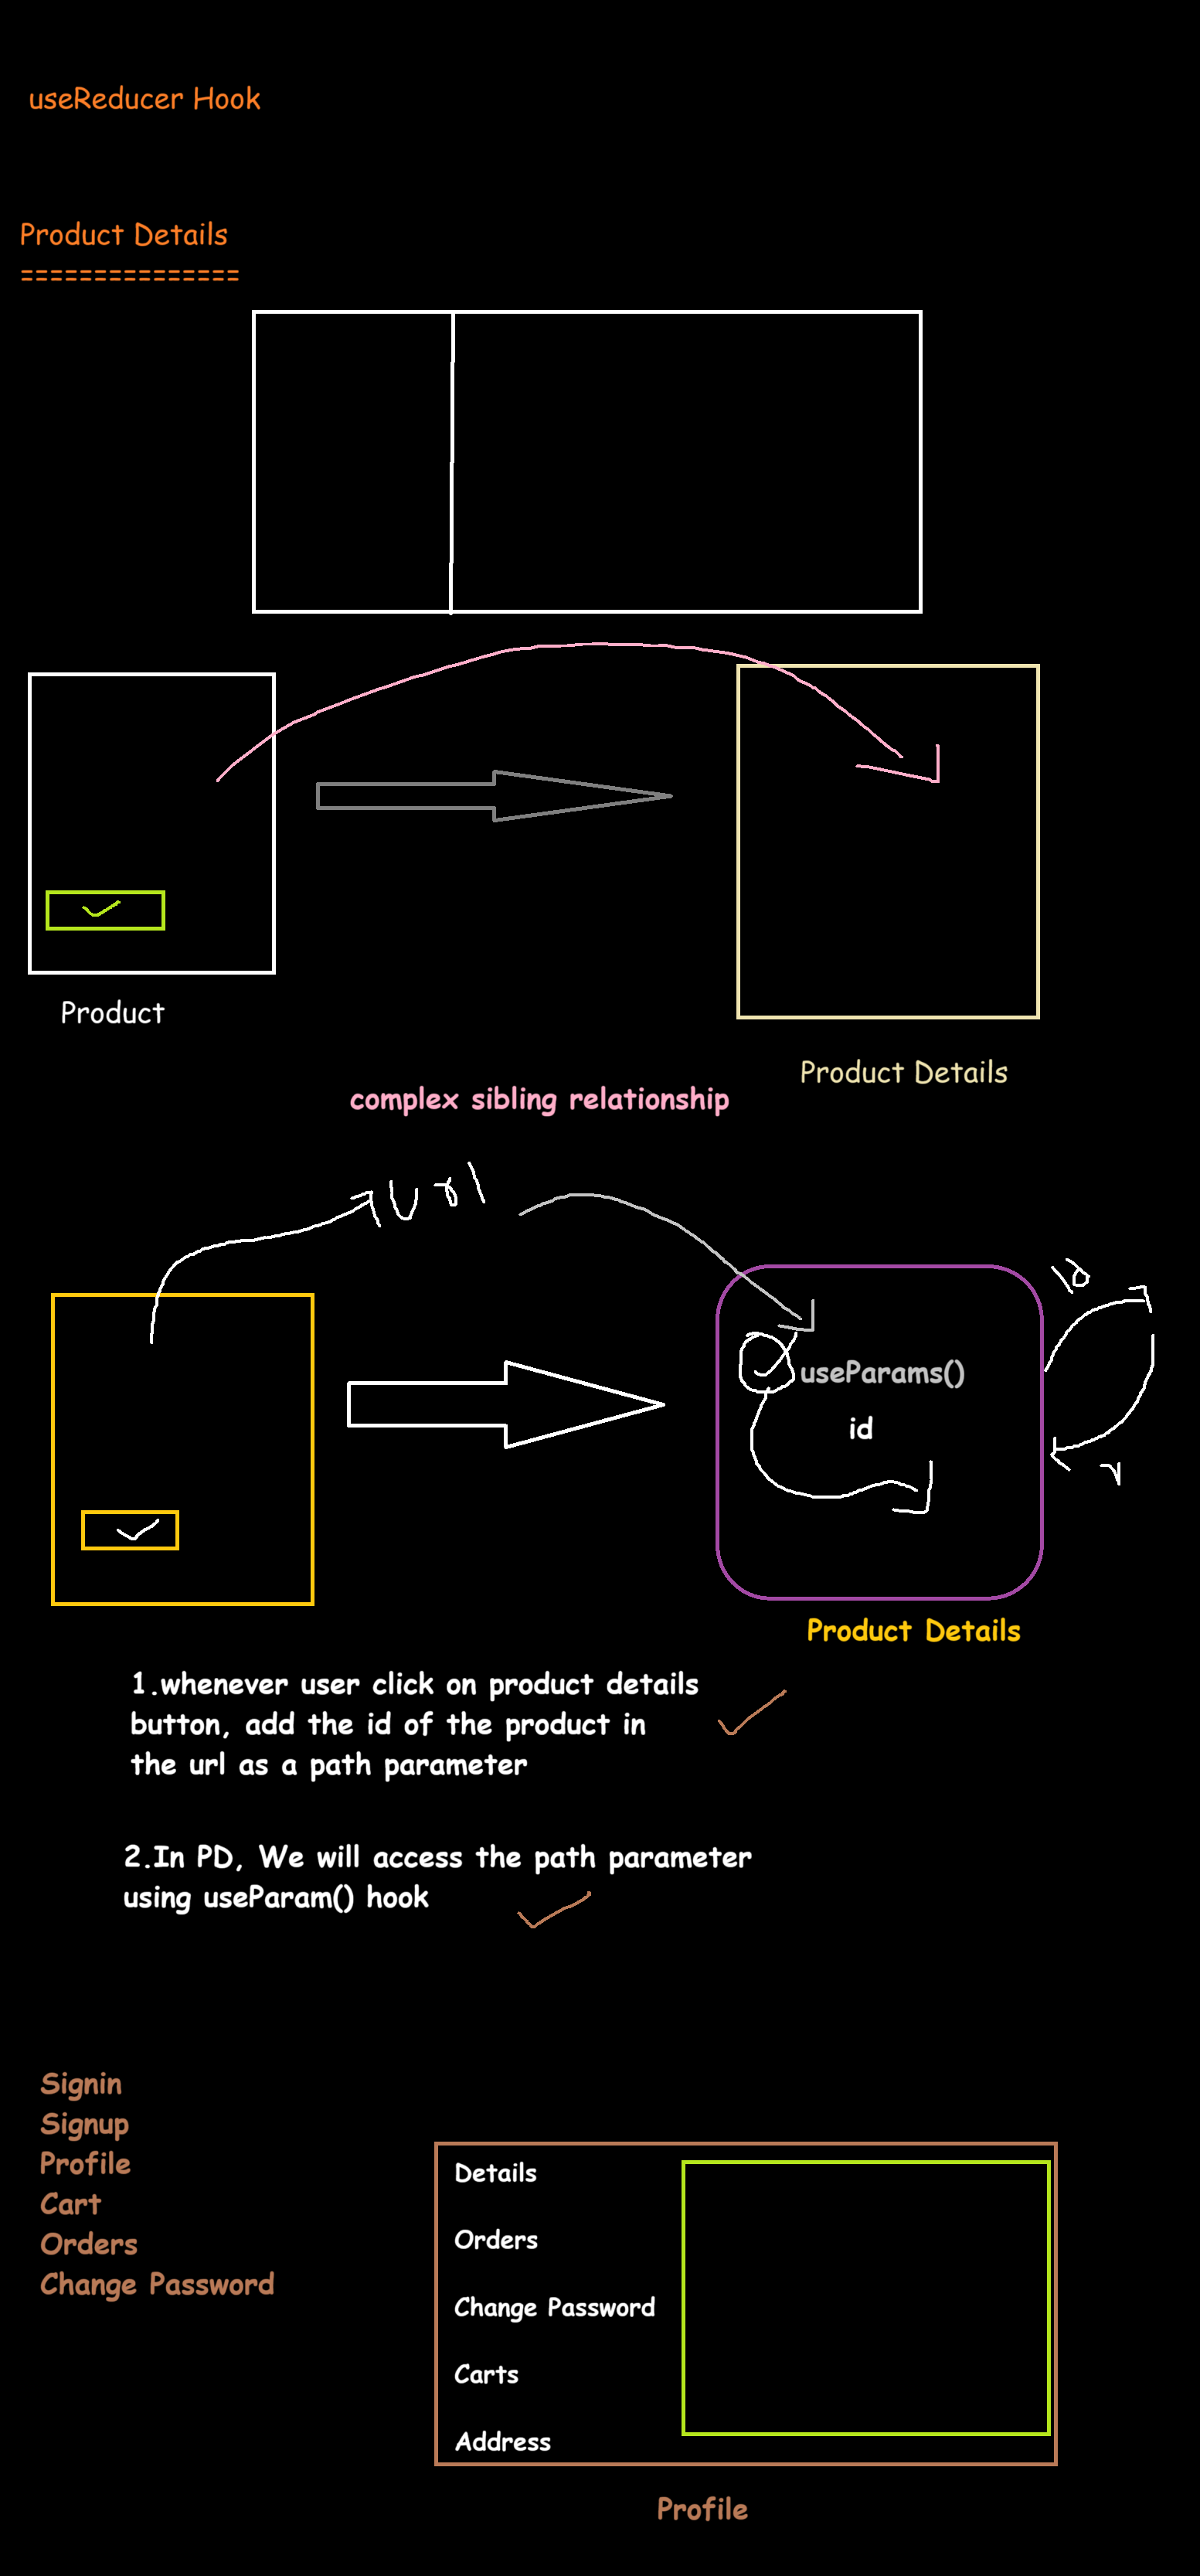 useReducer Hook
Product Details
===============
Product
Product Details
complex sibling relationship
Url
Id
useParams()
id
Product Details
1.whenever user click on product details
button, add the id of the product in
the url as a path parameter
2.In PD, We will access the path parameter
using useParam() hook
Signin
Signup
Profile
Cart
Orders
Change Password
Details
Orders
Change Password
Carts
Address
Profile